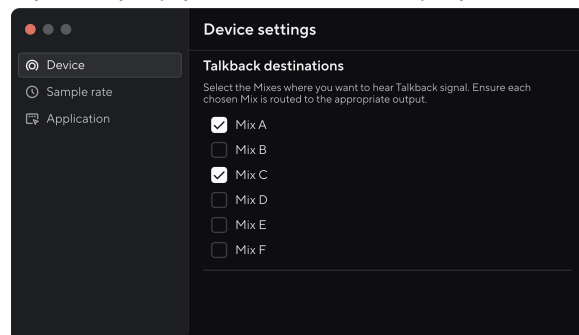 Device settings
Device
Sample rate
Application
Talkback destinations
Select the Mixes where you want to hear Talkback signal. Ensure each
chosen Mix is routed to the appropriate output.
Mix A
Mix B
Mix C
Mix D
Mix E
Mix F